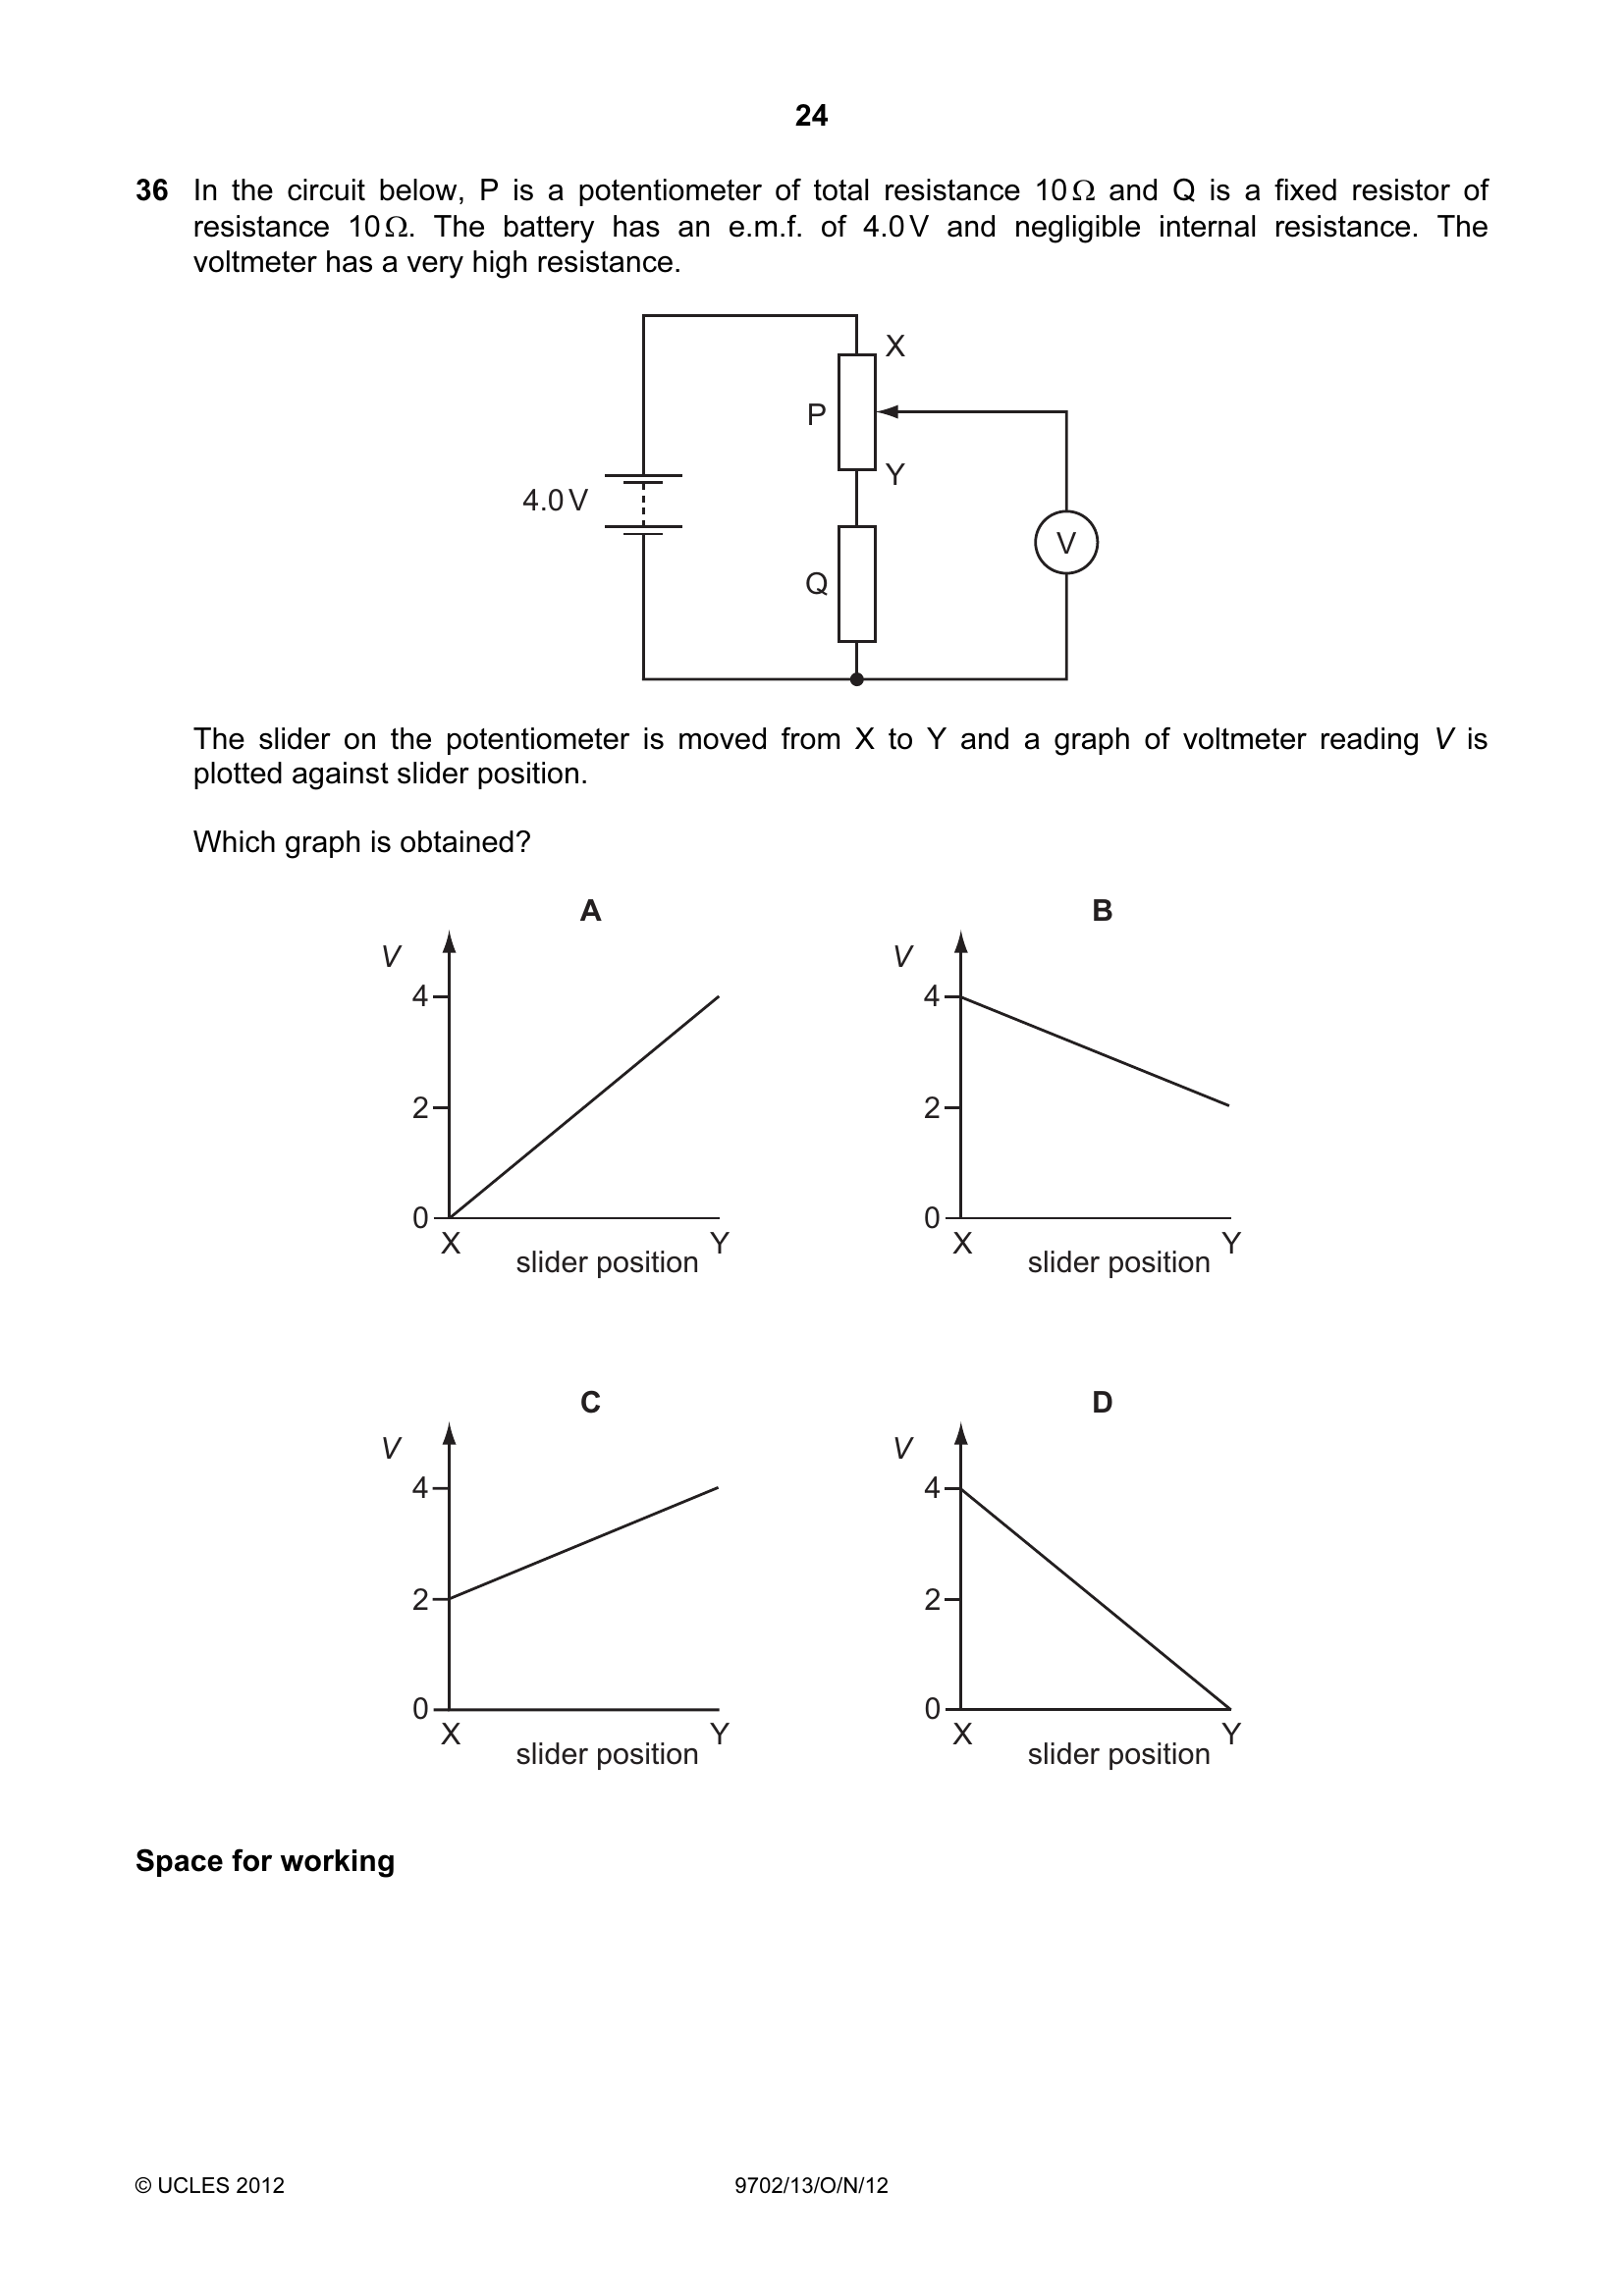 24
36 In the circuit below, P is a potentiometer of total resistance 10 Ω and Q is a fixed resistor of
resistance 10 Ω. The battery has an e.m.f. of 4.0 V and negligible internal resistance. The
voltmeter has a very high resistance.
X
P
Y
4.0 V
V
Q
The slider on the potentiometer is moved from X to Y and a graph of voltmeter reading V is
plotted against slider position.
Which graph is obtained?
A
V
4
2
0
X
Y
slider position
B
V
4
2
0
X
Y
slider position
C
V
4
2
0
X
Y
slider position
D
V
4
2
0
X
Y
slider position
Space for working
© UCLES 2012
9702/13/O/N/12